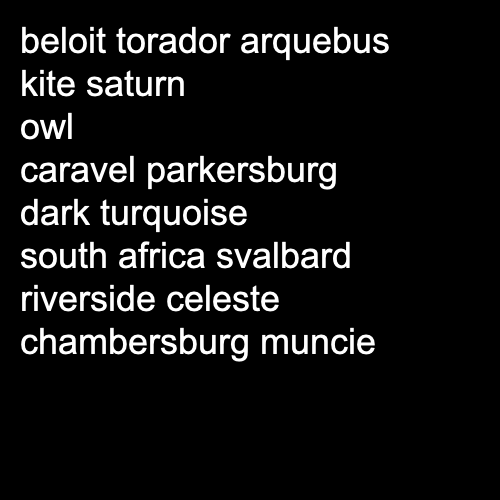 beloit torador arquebus
kite saturn
owl
caravel parkersburg
dark turquoise
south africa svalbard
riverside celeste
chambersburg muncie